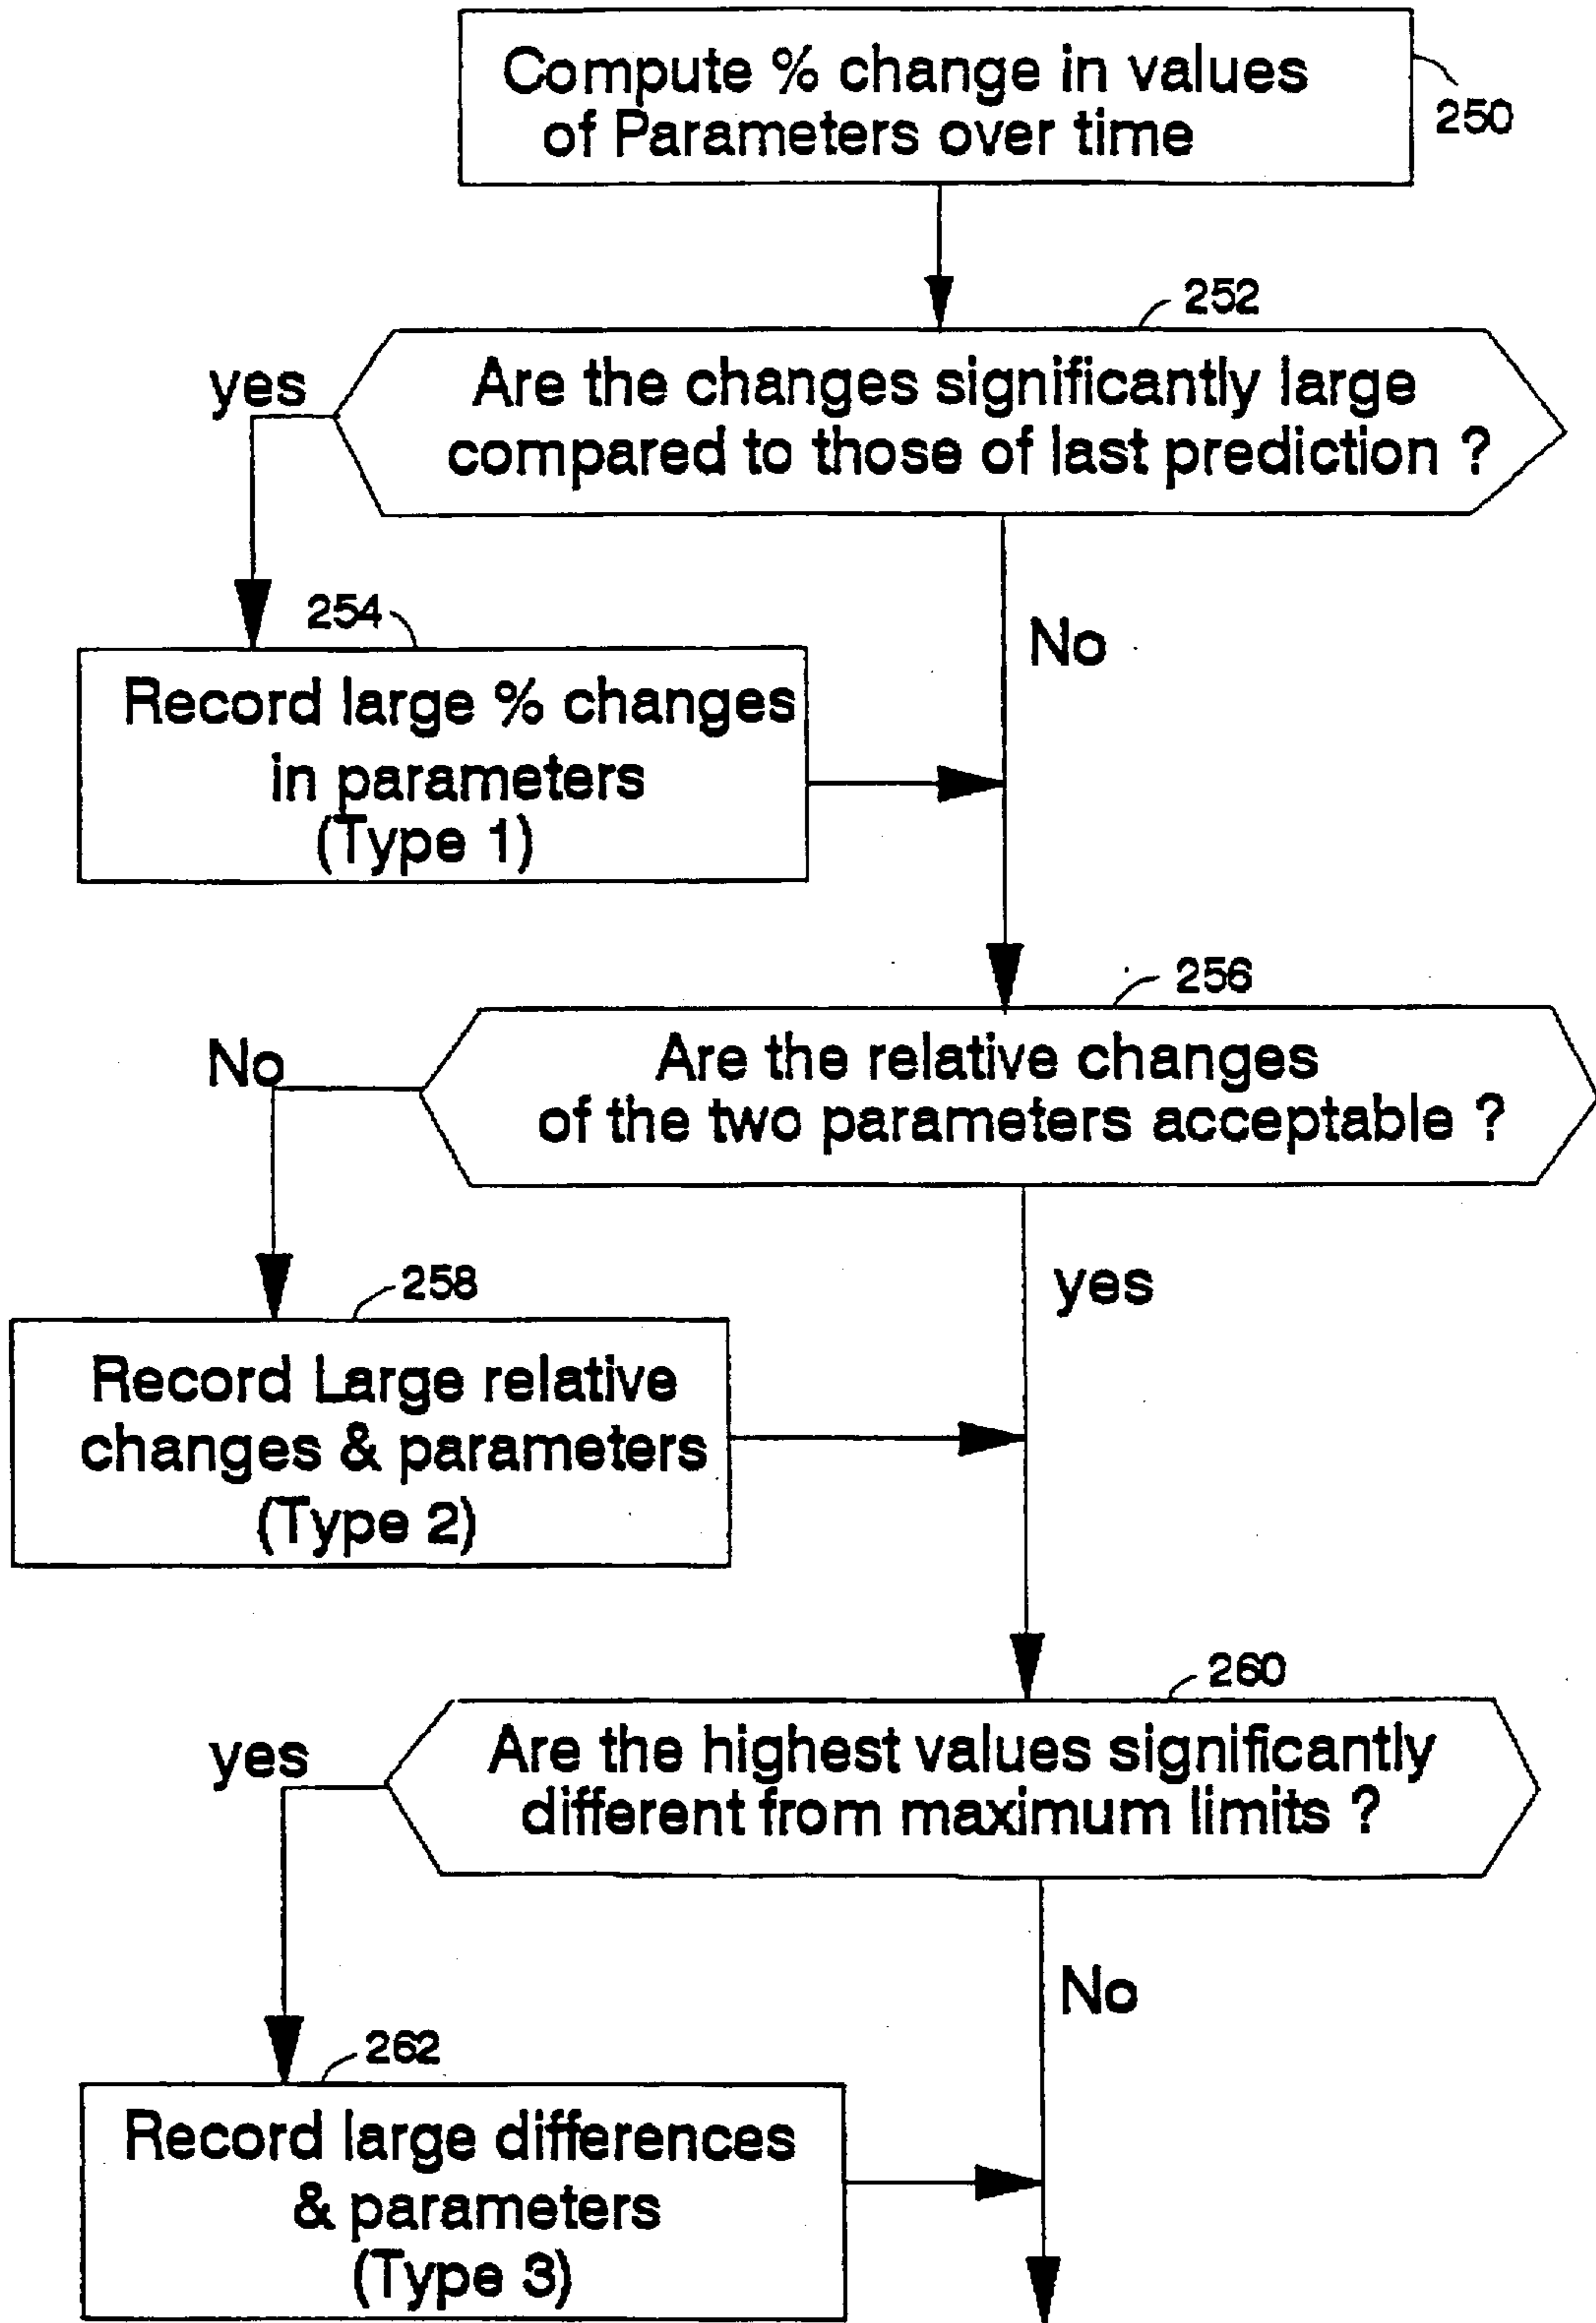 Compute % change in values
of Parameters over time
250
252
yes
Are the changes significantly large
compared to those of last prediction ?
254
No
Record large % changes
in parameters
(Type 1)
256
No
Are the relative changes
of the two parameters acceptable ?
258
yes
Record Large relative
changes & parameters
(Type 2)
260
yes
Are the highest values significantly
different from maximum limits ?
No
262
Record large differences
& parameters
(Type 3)